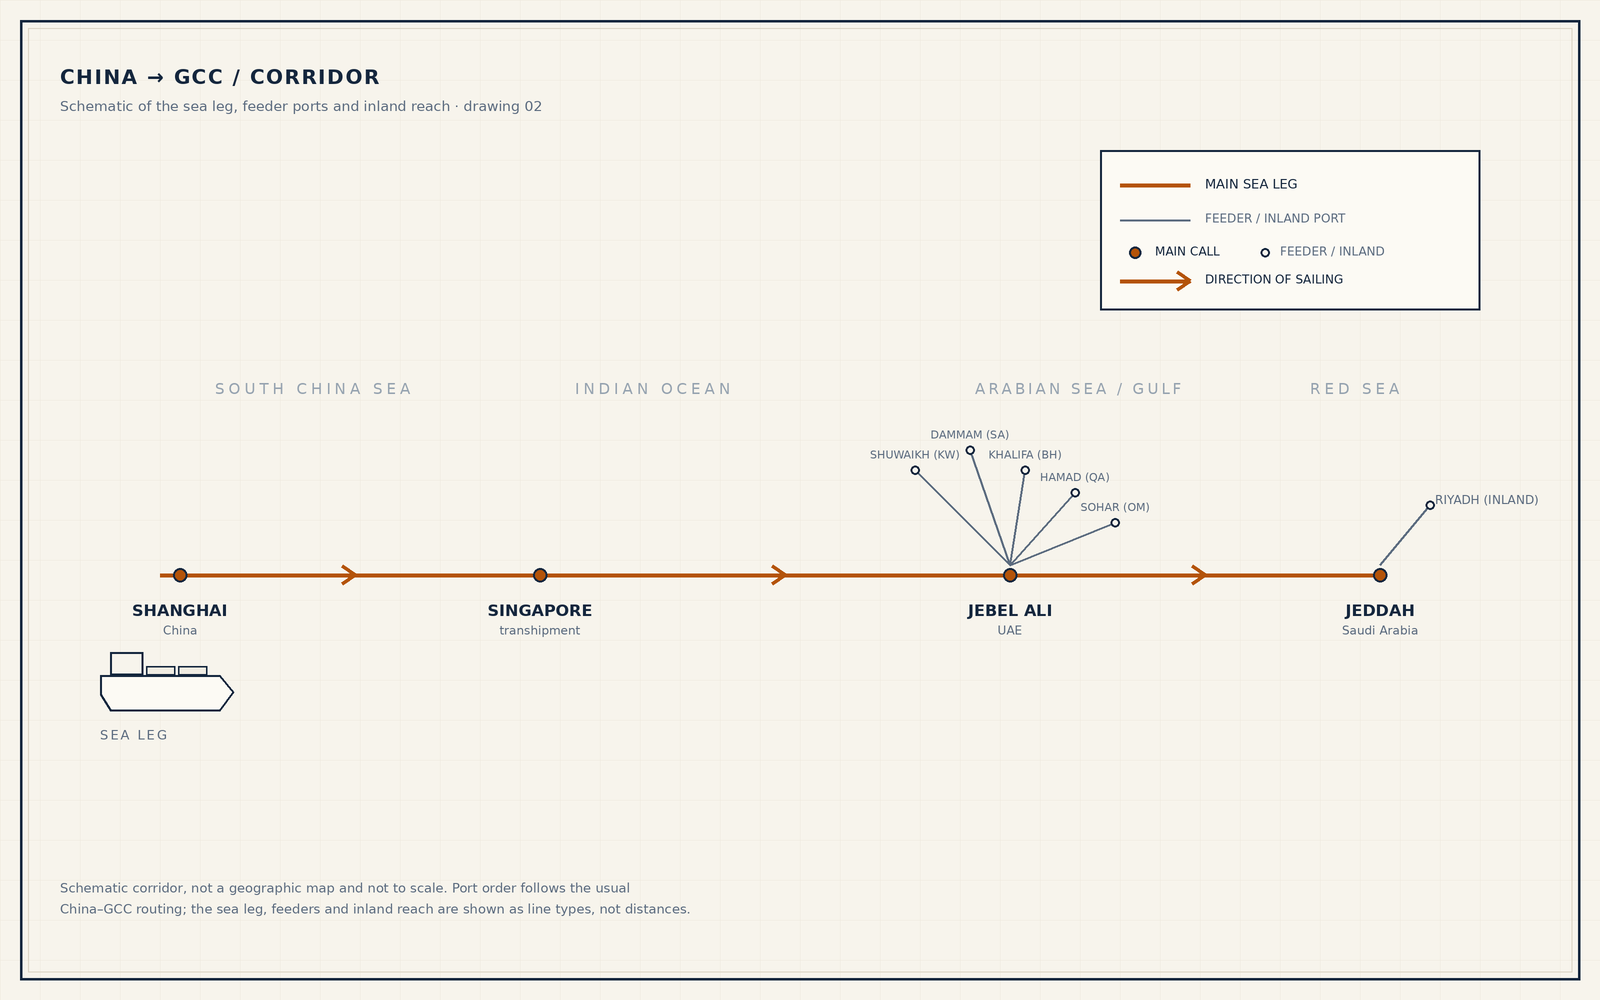 CHINA → GCC / CORRIDOR
Schematic of the sea leg, feeder ports and inland reach · drawing 02
MAIN SEA LEG
FEEDER / INLAND PORT
MAIN CALL FEEDER / INLAND
DIRECTION OF SAILING
SOUTH CHINA SEA INDIAN OCEAN ARABIAN SEA / GULF RED SEA
DAMMAM (SA)
SHUWAIKH (KW) KHALIFA (BH)
HAMAD (QA)
SOHAR (OM)
RIYADH (INLAND)
SHANGHAI SINGAPORE JEBEL ALI JEDDAH
China transhipment UAE Saudi Arabia
SEA LEG
Schematic corridor, not a geographic map and not to scale. Port order follows the usual
China–GCC routing; the sea leg, feeders and inland reach are shown as line types, not distances.